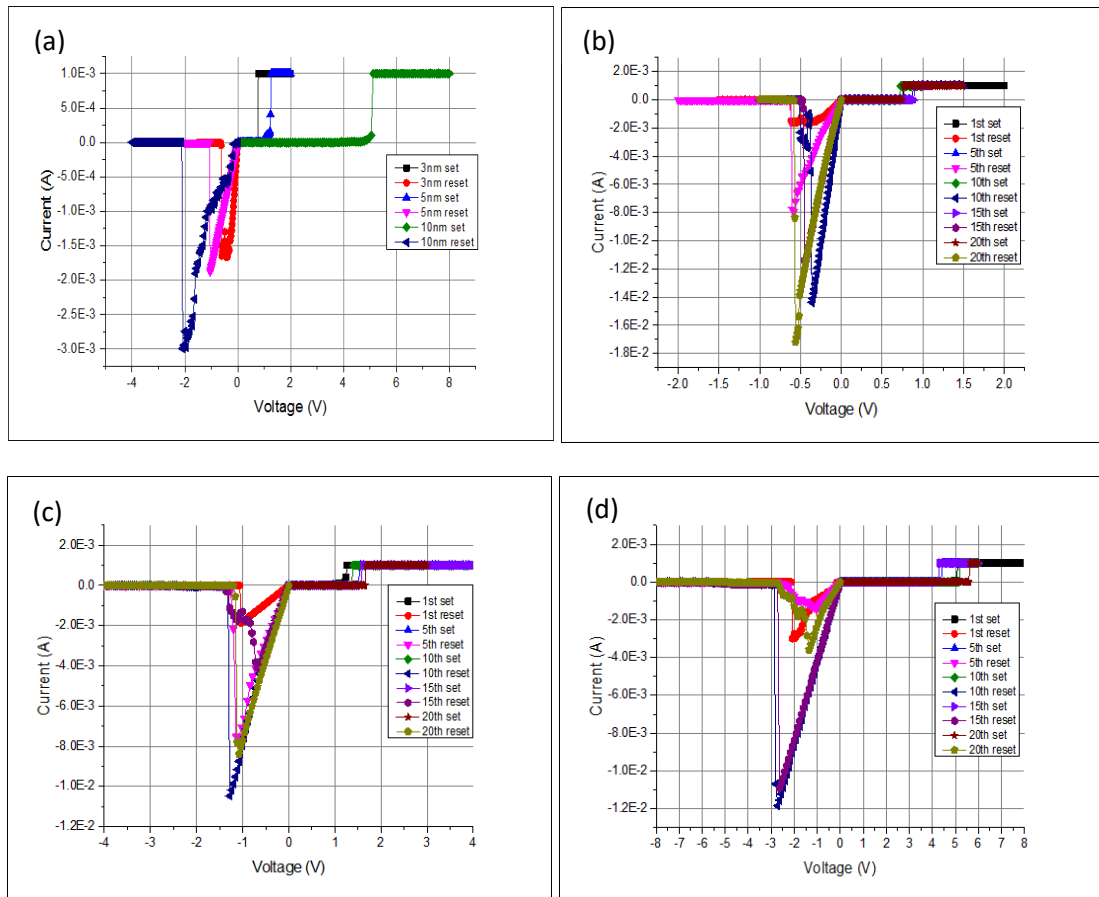 (a)
1.0E-3
5.0E-4
0.0
-5.0E-4
-1.0E-3
-1.5E-3
-2.0E-3
-2.5E-3
-3.0E-3
Current (A)
-4 -2 0 2 4 6 8
Voltage (V)
3nm set
3nm reset
5nm set
5nm reset
10nm set
10nm reset
(b)
2.0E-3
0.0
-2.0E-3
-4.0E-3
-6.0E-3
-8.0E-3
-1.0E-2
-1.2E-2
-1.4E-2
-1.6E-2
-1.8E-2
Current (A)
-2.0 -1.5 -1.0 -0.5 0.0 0.5 1.0 1.5 2.0
Voltage (V)
1st set
1st reset
5th set
5th reset
10th set
10th reset
15th set
15th reset
20th set
20th reset
(c)
2.0E-3
0.0
-2.0E-3
-4.0E-3
-6.0E-3
-8.0E-3
-1.0E-2
-1.2E-2
Current (A)
-4 -3 -2 -1 0 1 2 3 4
Voltage (V)
1st set
1st reset
5th set
5th reset
10th set
10th reset
15th set
15th reset
20th set
20th reset
(d)
2.0E-3
0.0
-2.0E-3
-4.0E-3
-6.0E-3
-8.0E-3
-1.0E-2
-1.2E-2
Current (A)
-8 -7 -6 -5 -4 -3 -2 -1 0 1 2 3 4 5 6 7 8
Voltage (V)
1st set
1st reset
5th set
5th reset
10th set
10th reset
15th set
15th reset
20th set
20th reset